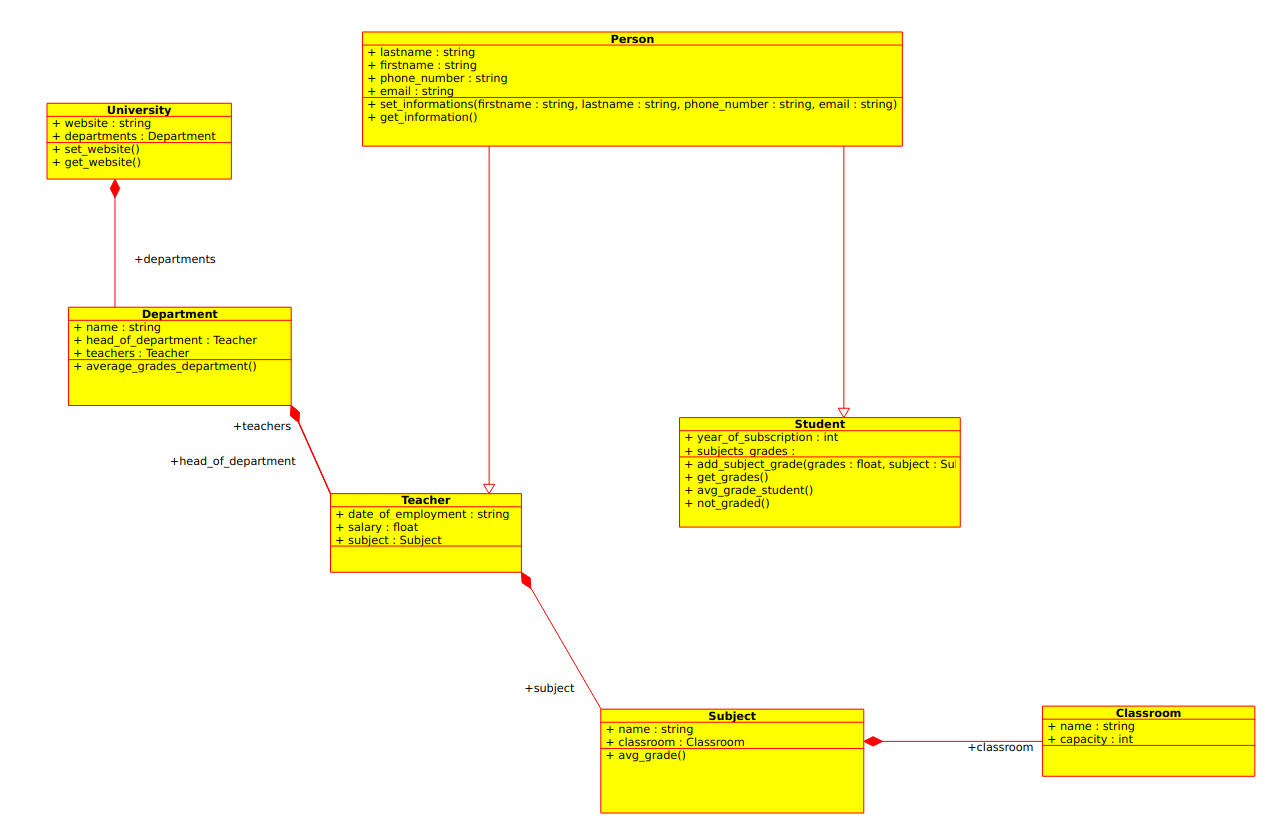 Person
+ lastname : string
+ firstname : string
+ phone_number : string
+ email : string
+ set_informations(firstname : string, lastname : string, phone_number : string, email : string)
+ get_information()
University
+ website : string
+ departments : Department
+ set_website()
+ get_website()
+departments
Department
+ name : string
+ head_of_department : Teacher
+ teachers : Teacher
+ average_grades_department()
+teachers
+head_of_department
Student
+ year_of_subscription : int
+ subjects_grades :
+ add_subject_grade(grades : float, subject : Sul
+ get_grades()
+ avg_grade_student()
+ not_graded()
Teacher
+ date_of_employment : string
+ salary : float
+ subject : Subject
+subject
Subject
+ name : string
+ classroom : Classroom
+ avg_grade()
+classroom
Classroom
+ name : string
+ capacity : int